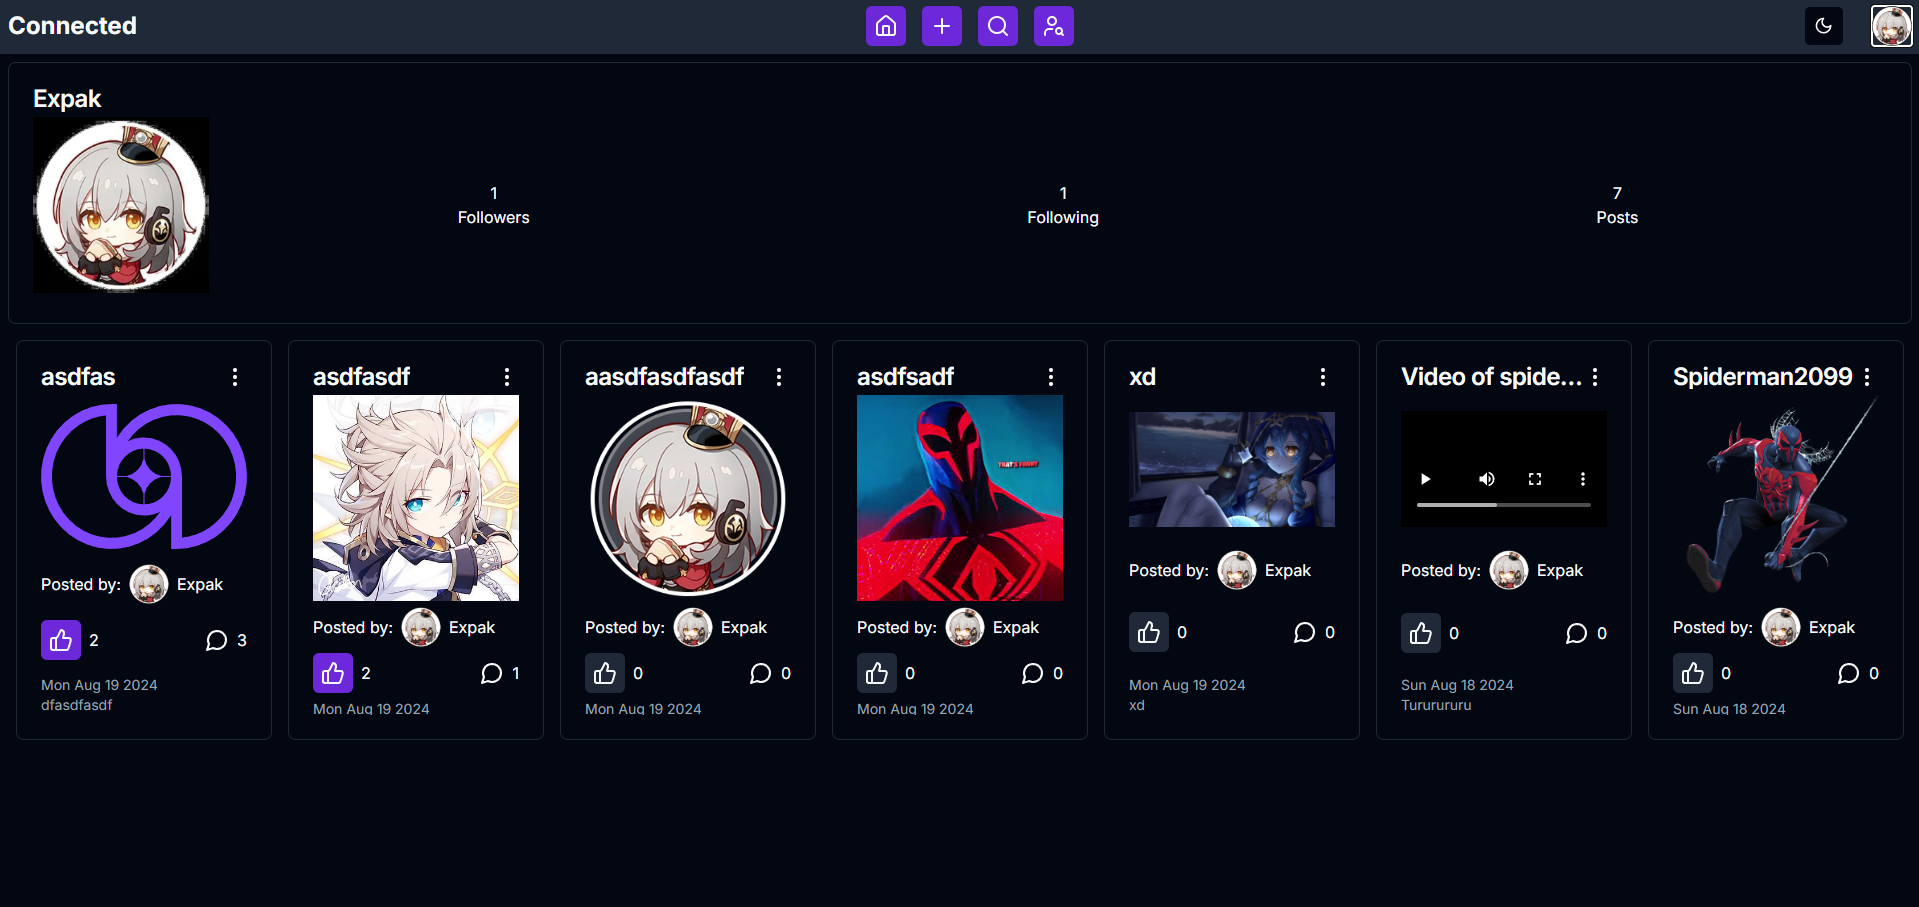 Connected
Expak
1
Followers
1
Following
7
Posts
asdfas
Posted by: Expak
2 3
Mon Aug 19 2024
dfasdfasdf
asdfasdf
Posted by: Expak
2 1
Mon Aug 19 2024
aasdfasdfasdf
Posted by: Expak
0 0
Mon Aug 19 2024
asdfsadf
THAT'S FUNNY
Posted by: Expak
0 0
Mon Aug 19 2024
xd
Posted by: Expak
0 0
Mon Aug 19 2024
xd
Video of spide...
Posted by: Expak
0 0
Sun Aug 18 2024
Tururururu
Spiderman2099
Posted by: Expak
0 0
Sun Aug 18 2024